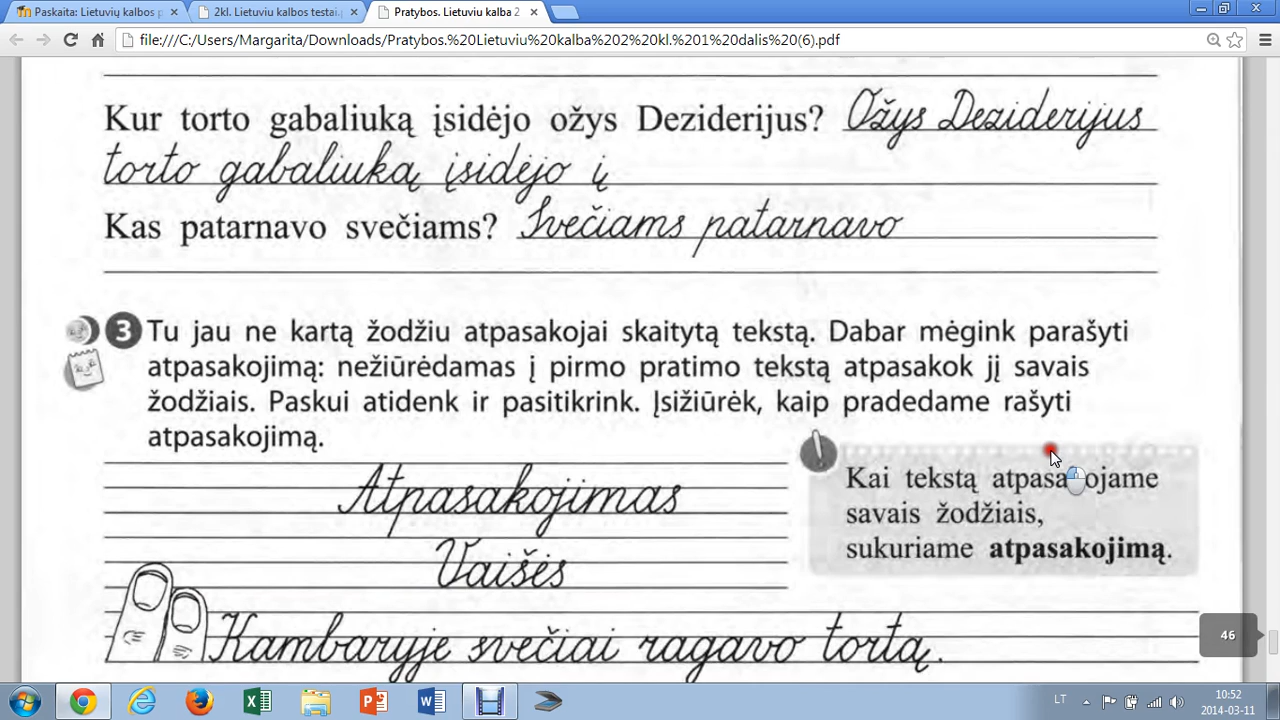 Paskaita: Lietuvių kalbos p
2kl. Lietuviu kalbos testai.p
Pratybos. Lietuviu kalba 2
file:///C:/Users/Margarita/Downloads/Pratybos.%20Lietuviu%20kalba%202%20kl.%201%20dalis%20(6).pdf
Kur torto gabaliuką įsidėjo ožys Deziderijus? Ožys Deziderijus
torto gabaliuką įsidėjo į
Kas patarnavo svečiams? Svečiams patarnavo
3 Tu jau ne kartą žodžiu atpasakojai skaitytą tekstą. Dabar mėgink parašyti
atpasakojimą: nežiūrėdamas į pirmo pratimo tekstą atpasakok jį savais
žodžiais. Paskui atidenk ir pasitikrink. Įsižiūrėk, kaip pradedame rašyti
atpasakojimą.
Atpasakojimas
Kai tekstą atpasakojame
savais žodžiais,
sukuriame atpasakojimą.
Vaišės
Kambaryje svečiai ragavo tortą.
46
LT
10:52
2014-03-11